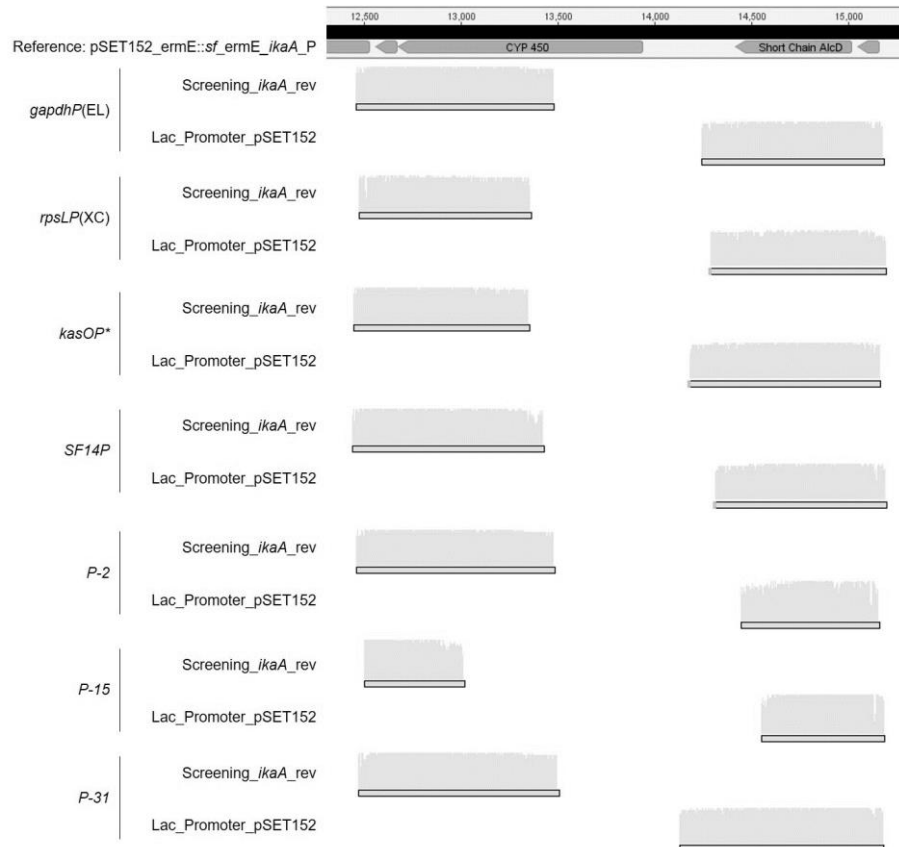 12,500 13,000 13,500 14,500 15,000
Reference: pSET152_ermE::sf_ermE_ikaA_P CYP 450 Short Chain AlcD
Screening_ikaA_rev
gapdhP(EL)
Lac_Promoter_pSET152
Screening_ikaA_rev
rpsLP(XC)
Lac_Promoter_pSET152
Screening_ikaA_rev
kasOP*
Lac_Promoter_pSET152
Screening_ikaA_rev
SF14P
Lac_Promoter_pSET152
Screening_ikaA_rev
P-2
Lac_Promoter_pSET152
Screening_ikaA_rev
P-15
Lac_Promoter_pSET152
Screening_ikaA_rev
P-31
Lac_Promoter_pSET152